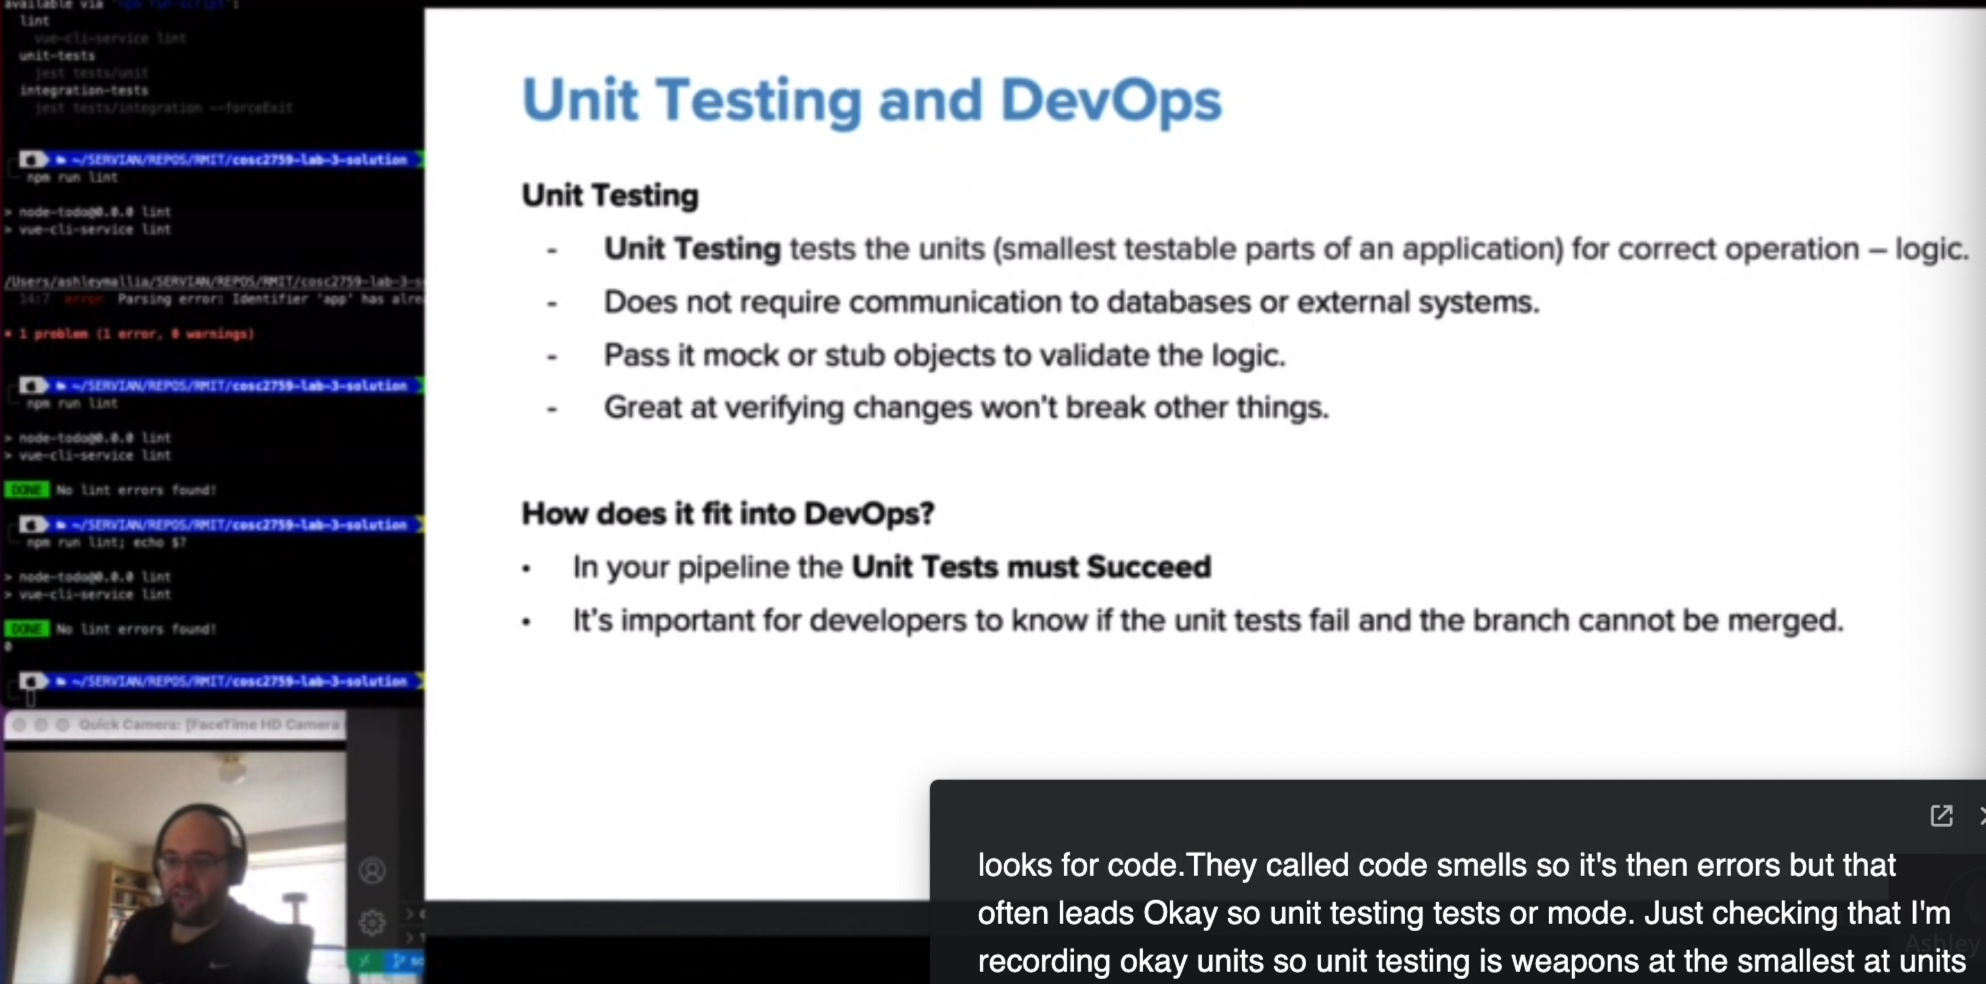 available via "npm run-script":
lint
vue-cli-service lint
unit-tests
jest tests/unit
integration-tests
jest tests/integration --forceExit
~/SERVIAN/REPOS/RMIT/cosc2759-lab-3-solution
npm run lint
> node-todo@0.0.0 lint
> vue-cli-service lint
/Users/ashleymallia/SERVIAN/REPOS/RMIT/cosc2759-lab-3-s
14:7 error Parsing error: Identifier 'app' has alre
1 problem (1 error, 0 warnings)
~/SERVIAN/REPOS/RMIT/cosc2759-lab-3-solution
npm run lint
> node-todo@0.0.0 lint
> vue-cli-service lint
DONE No lint errors found!
~/SERVIAN/REPOS/RMIT/cosc2759-lab-3-solution
npm run lint; echo $?
> node-todo@0.0.0 lint
> vue-cli-service lint
DONE No lint errors found!
0
~/SERVIAN/REPOS/RMIT/cosc2759-lab-3-solution
Quick Camera: [FaceTime HD Camera
Unit Testing and DevOps
Unit Testing
- Unit Testing tests the units (smallest testable parts of an application) for correct operation – logic.
- Does not require communication to databases or external systems.
- Pass it mock or stub objects to validate the logic.
- Great at verifying changes won't break other things.
How does it fit into DevOps?
• In your pipeline the Unit Tests must Succeed
• It's important for developers to know if the unit tests fail and the branch cannot be merged.
looks for code.They called code smells so it's then errors but that
often leads Okay so unit testing tests or mode. Just checking that I'm
recording okay units so unit testing is weapons at the smallest at units
Ashley